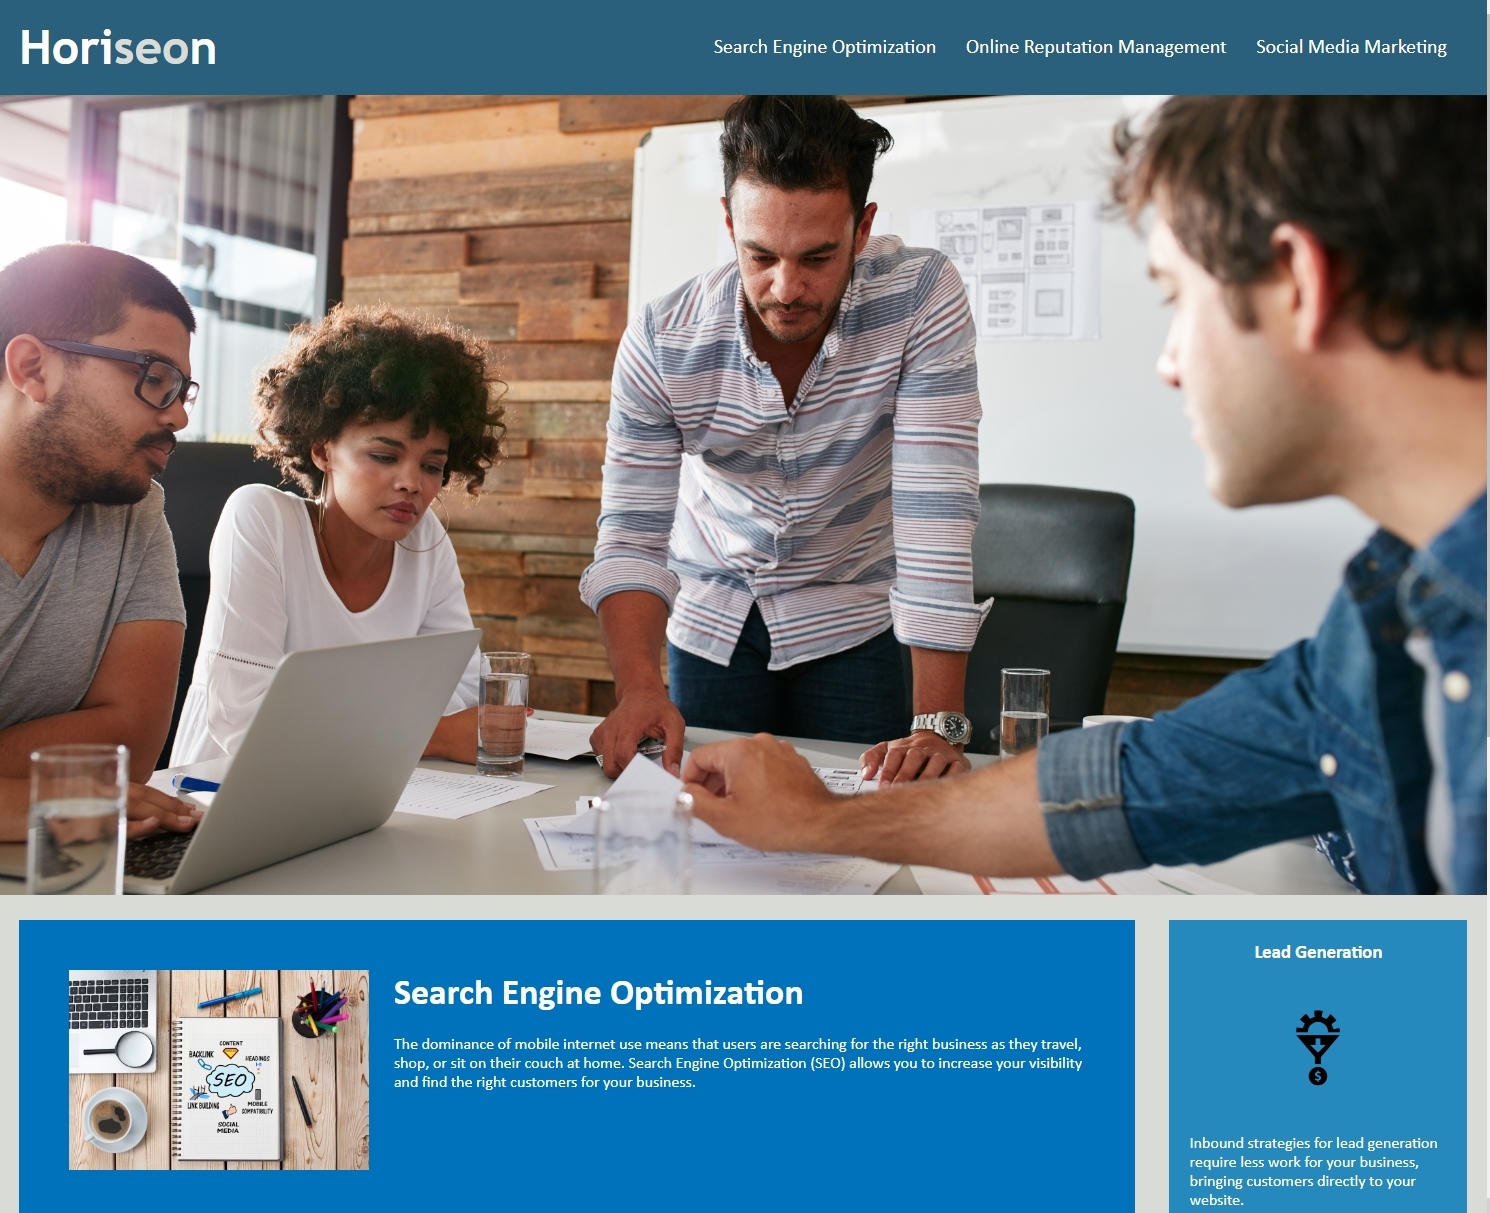 Horiseon
Search Engine Optimization
Online Reputation Management
Social Media Marketing
Search Engine Optimization
The dominance of mobile internet use means that users are searching for the right business as they travel,
shop, or sit on their couch at home. Search Engine Optimization (SEO) allows you to increase your visibility
and find the right customers for your business.
CONTENT
BACKLINK
HEADINGS
SEO
LINK BUILDING
MOBILE
COMPATIBILITY
SOCIAL
MEDIA
Lead Generation
$
Inbound strategies for lead generation
require less work for your business,
bringing customers directly to your
website.